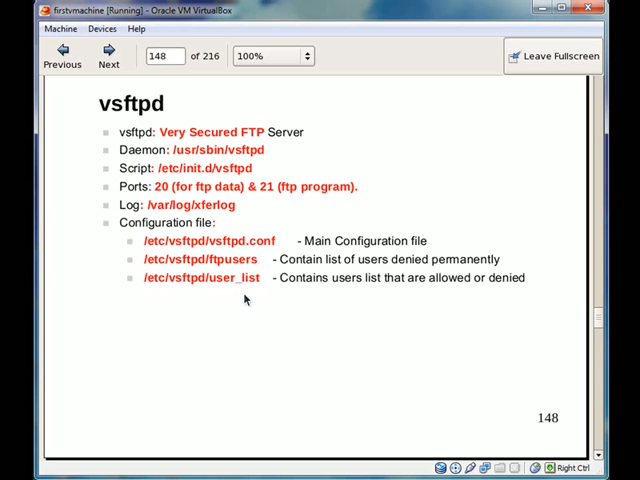 firstvmachine [Running] - Oracle VM VirtualBox
Machine Devices Help
Previous Next 148 of 216 100% Leave Fullscreen
vsftpd
vsftpd: Very Secured FTP Server
Daemon: /usr/sbin/vsftpd
Script: /etc/init.d/vsftpd
Ports: 20 (for ftp data) & 21 (ftp program).
Log: /var/log/xferlog
Configuration file:
/etc/vsftpd/vsftpd.conf - Main Configuration file
/etc/vsftpd/ftpusers - Contain list of users denied permanently
/etc/vsftpd/user_list - Contains users list that are allowed or denied
148
Right Ctrl